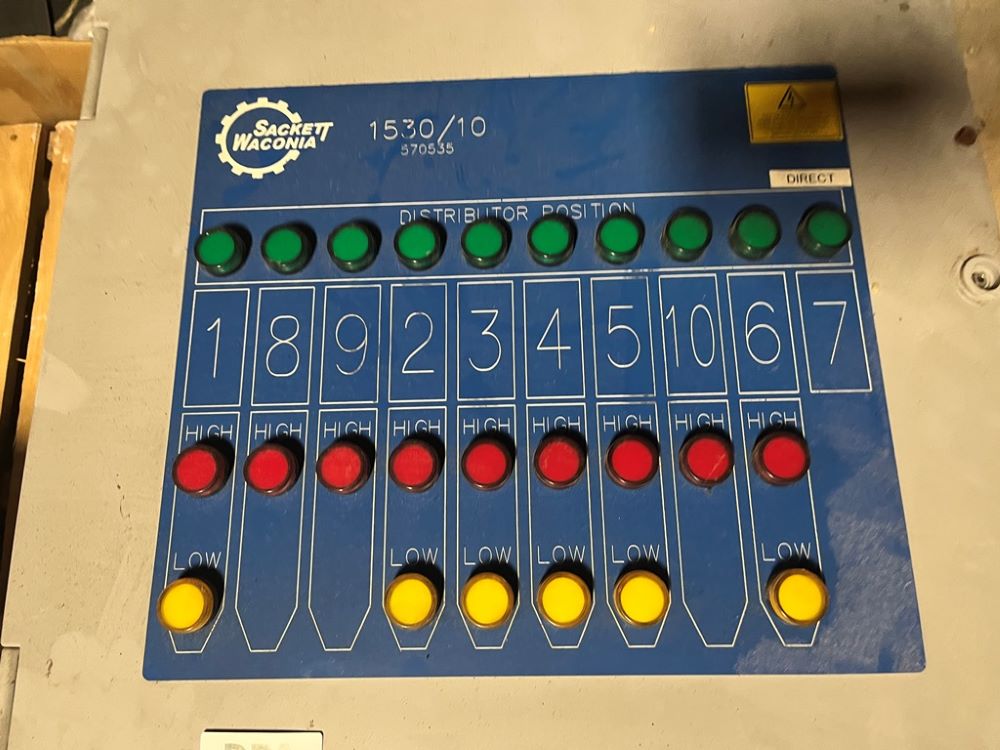 SACKETT
WACONIA
1530/10
570535
DIRECT
DISTRIBUTOR POSITION
1 8 9 2 3 4 5 10 6 7
HIGH HIGH HIGH HIGH HIGH HIGH HIGH HIGH HIGH
LOW LOW LOW LOW LOW LOW